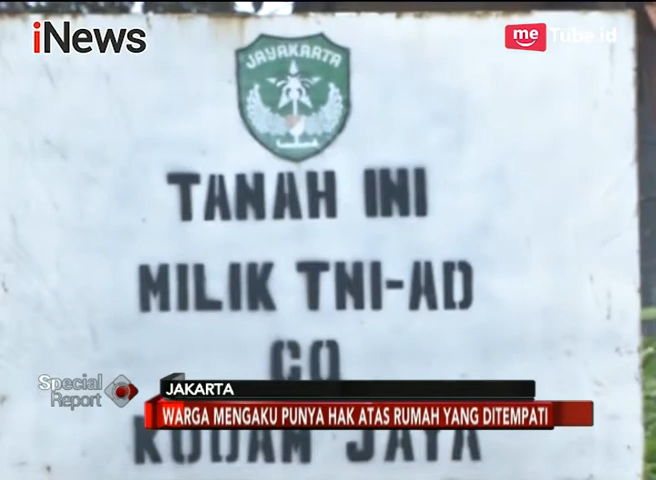 iNews
me Tube id
JAYAKARTA
TANAH INI
MILIK TNI-AD
CQ
Special Report
JAKARTA
WARGA MENGAKU PUNYA HAK ATAS RUMAH YANG DITEMPATI
KODAM JAYA